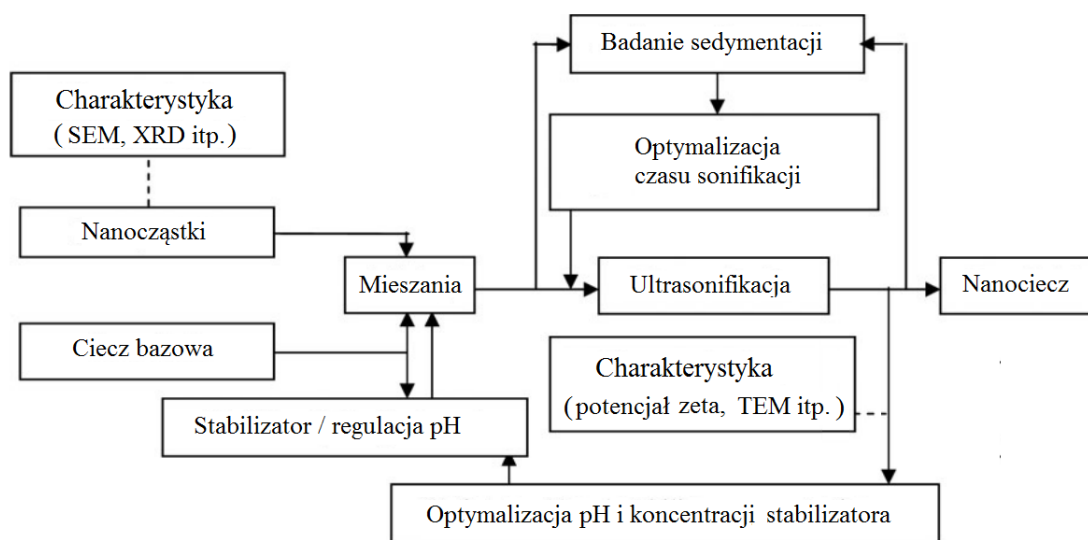 Badanie sedymentacji
Charakterystyka
( SEM, XRD itp. )
Optymalizacja
czasu sonifikacji
Nanocząstki
Mieszania
Ultrasonifikacja
Nanociecz
Ciecz bazowa
Charakterystyka
( potencjał zeta, TEM itp. )
Stabilizator / regulacja pH
Optymalizacja pH i koncentracji stabilizatora